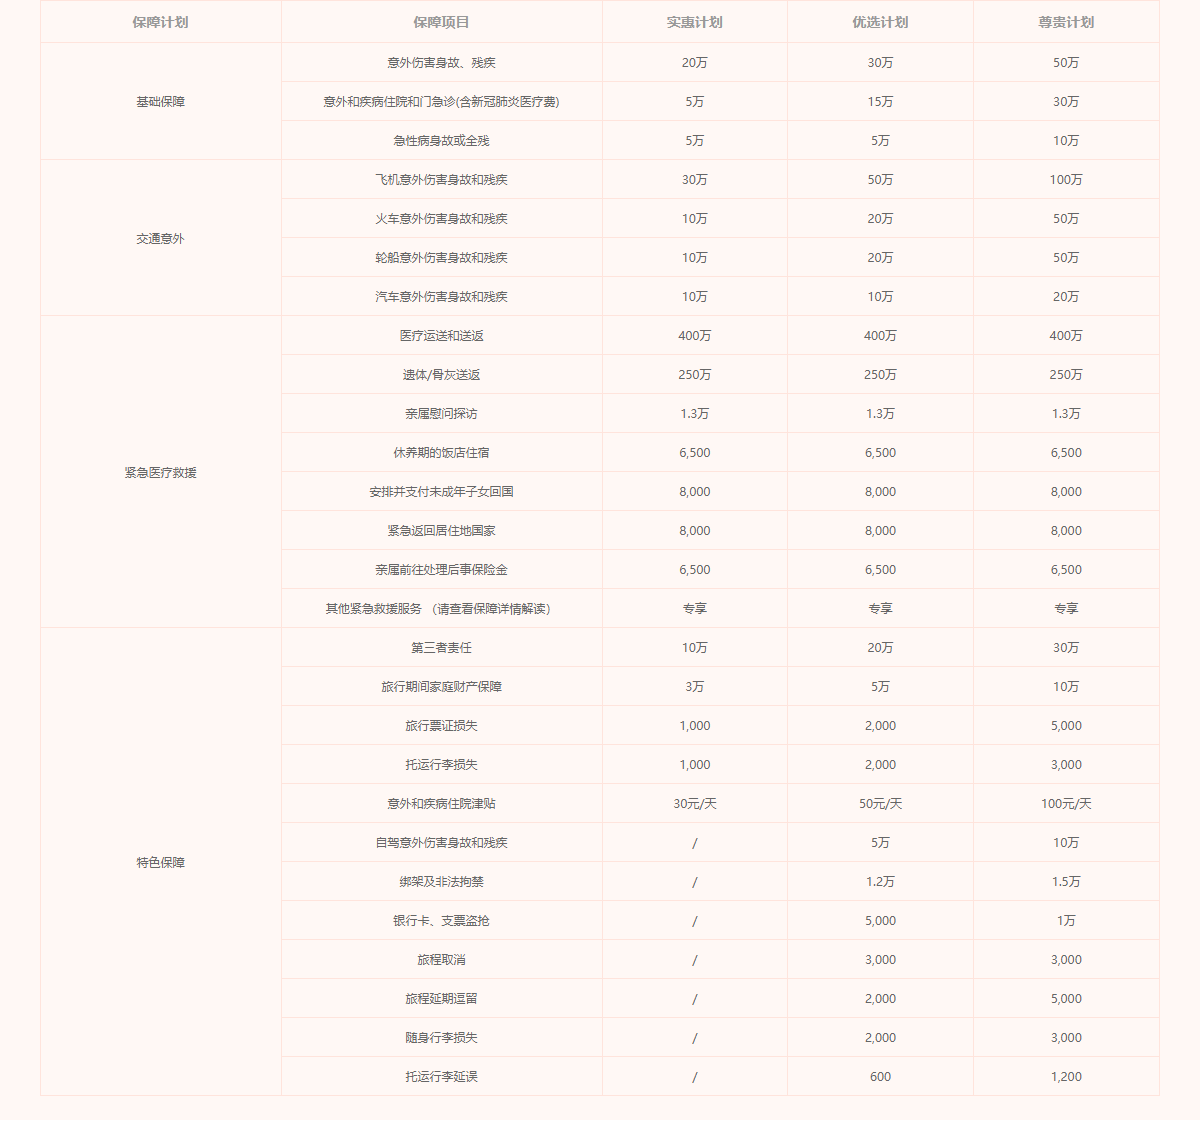 保障计划 保障项目 实惠计划 优选计划 尊贵计划
基础保障
意外伤害身故、残疾 20万 30万 50万
意外和疾病住院和门急诊(含新冠肺炎医疗费) 5万 15万 30万
急性病身故或全残 5万 5万 10万
交通意外
飞机意外伤害身故和残疾 30万 50万 100万
火车意外伤害身故和残疾 10万 20万 50万
轮船意外伤害身故和残疾 10万 20万 50万
汽车意外伤害身故和残疾 10万 10万 20万
紧急医疗救援
医疗运送和送返 400万 400万 400万
遗体/骨灰送返 250万 250万 250万
亲属慰问探访 1.3万 1.3万 1.3万
休养期的饭店住宿 6,500 6,500 6,500
安排并支付未成年子女回国 8,000 8,000 8,000
紧急返回居住地国家 8,000 8,000 8,000
亲属前往处理后事保险金 6,500 6,500 6,500
其他紧急救援服务 （请查看保障详情解读） 专享 专享 专享
特色保障
第三者责任 10万 20万 30万
旅行期间家庭财产保障 3万 5万 10万
旅行票证损失 1,000 2,000 5,000
托运行李损失 1,000 2,000 3,000
意外和疾病住院津贴 30元/天 50元/天 100元/天
自驾意外伤害身故和残疾 / 5万 10万
绑架及非法拘禁 / 1.2万 1.5万
银行卡、支票盗抢 / 5,000 1万
旅程取消 / 3,000 3,000
旅程延期逗留 / 2,000 5,000
随身行李损失 / 2,000 3,000
托运行李延误 / 600 1,200